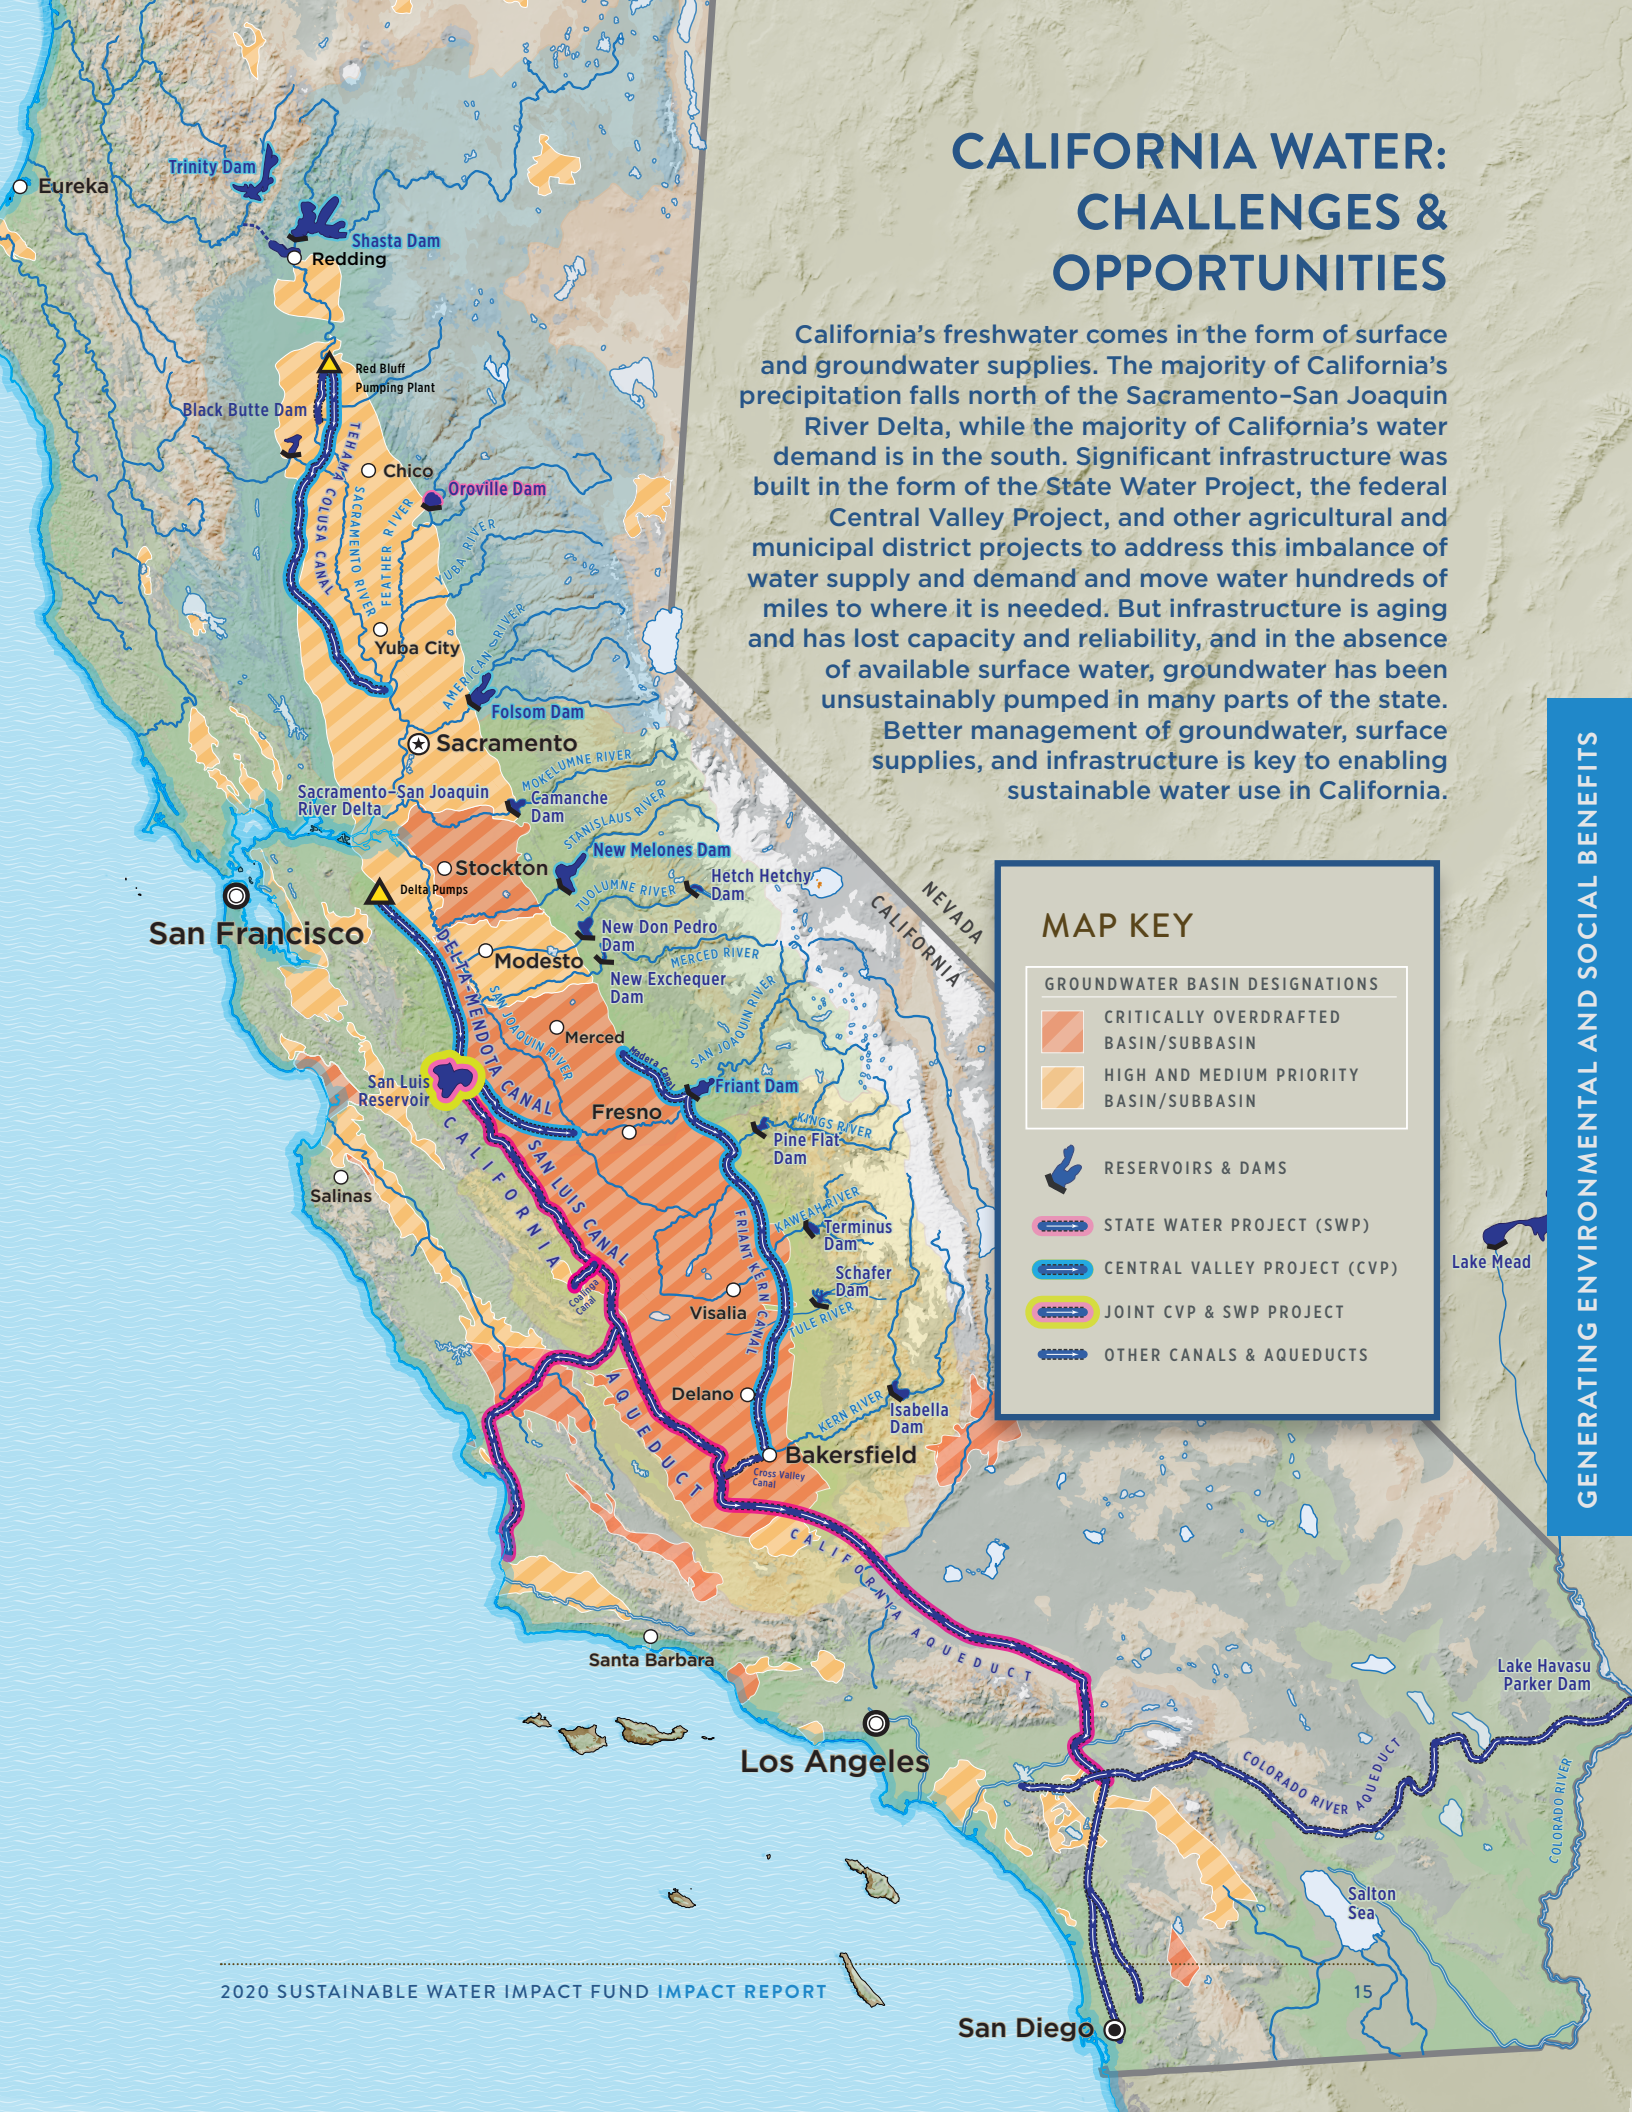 CALIFORNIA WATER:
CHALLENGES &
OPPORTUNITIES
California's freshwater comes in the form of surface
and groundwater supplies. The majority of California's
precipitation falls north of the Sacramento–San Joaquin
River Delta, while the majority of California's water
demand is in the south. Significant infrastructure was
built in the form of the State Water Project, the federal
Central Valley Project, and other agricultural and
municipal district projects to address this imbalance of
water supply and demand and move water hundreds of
miles to where it is needed. But infrastructure is aging
and has lost capacity and reliability, and in the absence
of available surface water, groundwater has been
unsustainably pumped in many parts of the state.
Better management of groundwater, surface
supplies, and infrastructure is key to enabling
sustainable water use in California.
Trinity Dam
Eureka
Shasta Dam
Redding
Red Bluff
Pumping Plant
Black Butte Dam
TEHAMA COLUSA CANAL
Chico
Oroville Dam
SACRAMENTO RIVER
FEATHER RIVER
YUBA RIVER
Yuba City
AMERICAN RIVER
Folsom Dam
Sacramento
MOKELUMNE RIVER
Sacramento–San Joaquin
River Delta
Camanche
Dam
STANISLAUS RIVER
New Melones Dam
Stockton
Delta Pumps
TUOLUMNE RIVER
Hetch Hetchy
Dam
San Francisco
New Don Pedro
Dam
MERCED RIVER
Modesto
New Exchequer
Dam
NEVADA
CALIFORNIA
DELTA-MENDOTA CANAL
SAN JOAQUIN RIVER
Merced
Madera Canal
SAN JOAQUIN RIVER
San Luis
Reservoir
Friant Dam
Fresno
KINGS RIVER
Pine Flat
Dam
SAN LUIS CANAL
CALIFORNIA
AQUEDUCT
Salinas
KAWEAH RIVER
Terminus
Dam
FRIANT KERN CANAL
Coalinga
Canal
Schafer
Dam
Visalia
TULE RIVER
Delano
KERN RIVER
Isabella
Dam
Bakersfield
Cross Valley
Canal
CALIFORNIA AQUEDUCT
Santa Barbara
Los Angeles
Lake Mead
Lake Havasu
Parker Dam
COLORADO RIVER AQUEDUCT
COLORADO RIVER
Salton
Sea
San Diego
MAP KEY
GROUNDWATER BASIN DESIGNATIONS
CRITICALLY OVERDRAFTED
BASIN/SUBBASIN
HIGH AND MEDIUM PRIORITY
BASIN/SUBBASIN
RESERVOIRS & DAMS
STATE WATER PROJECT (SWP)
CENTRAL VALLEY PROJECT (CVP)
JOINT CVP & SWP PROJECT
OTHER CANALS & AQUEDUCTS
GENERATING ENVIRONMENTAL AND SOCIAL BENEFITS
2020 SUSTAINABLE WATER IMPACT FUND IMPACT REPORT
15